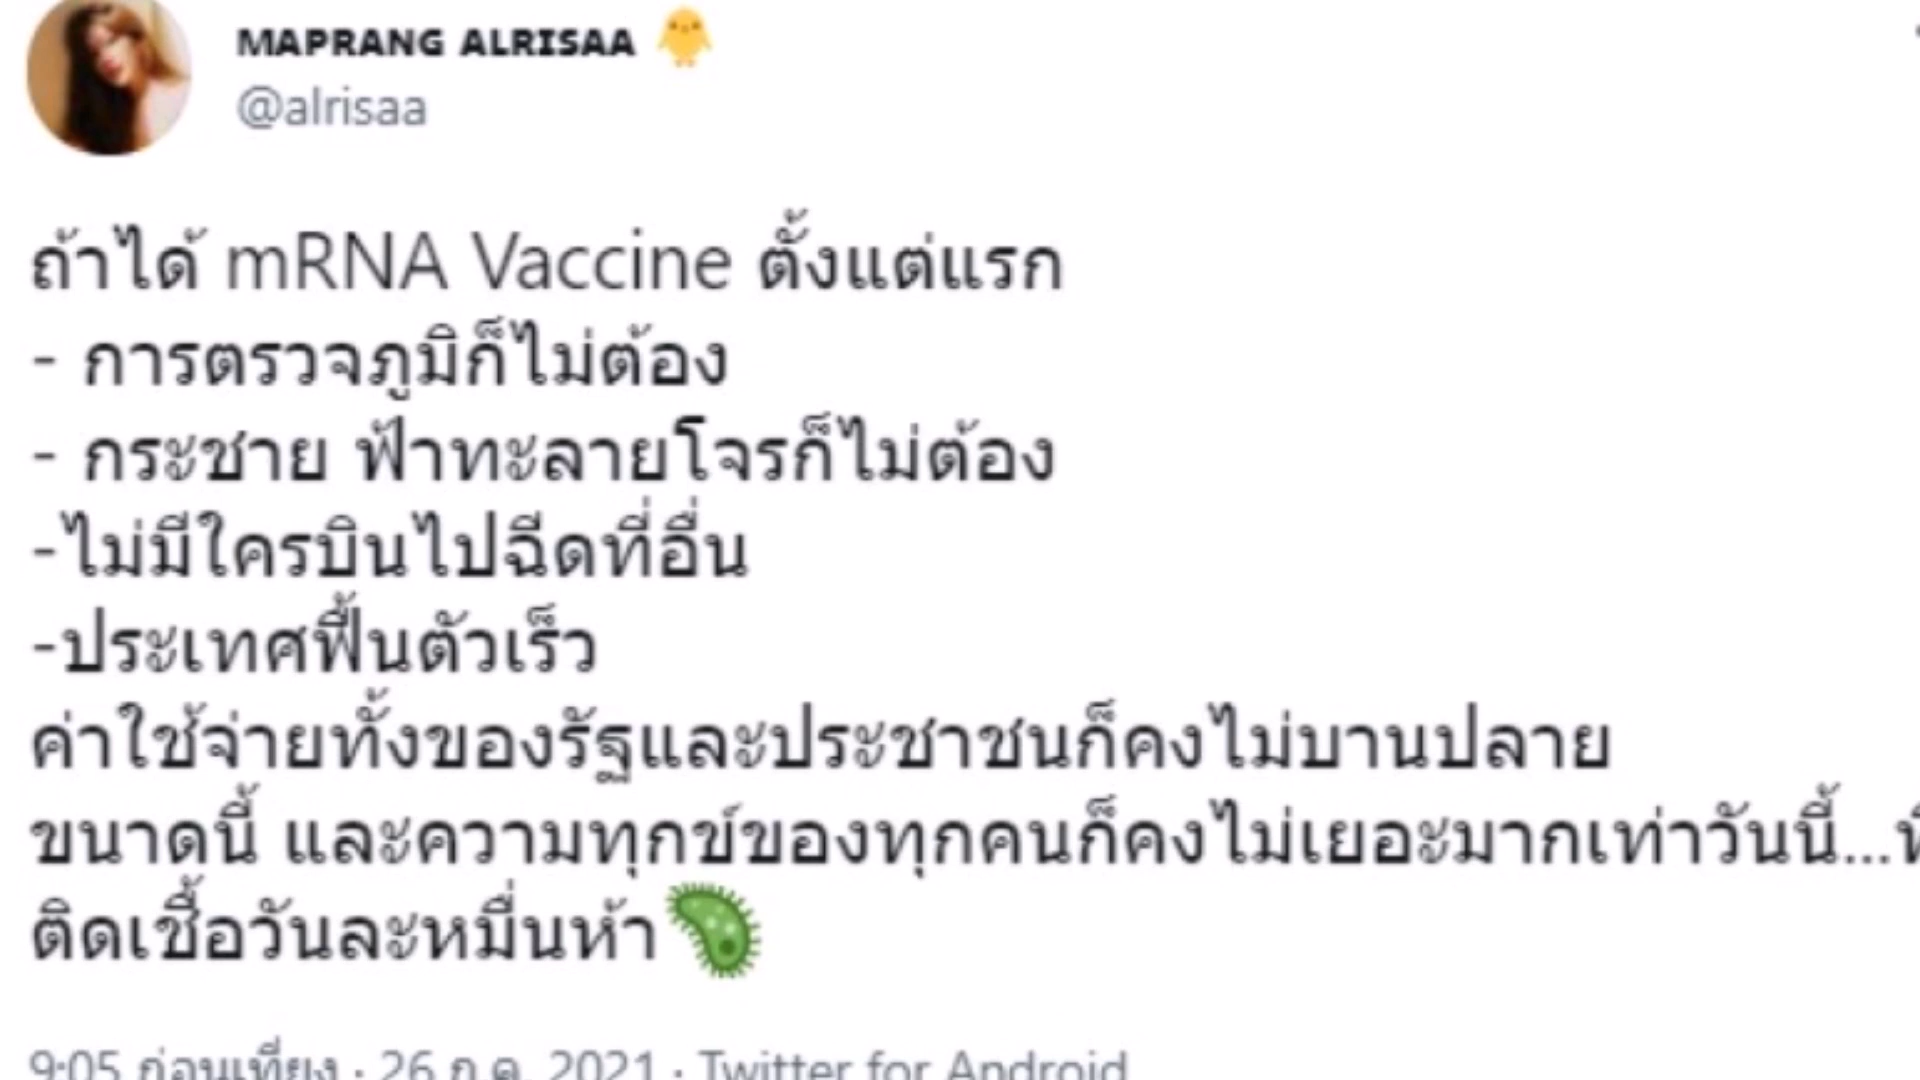 MAPRANG ALRISAA 🐥
@alrisaa
ถ้าได้ mRNA Vaccine ตั้งแต่แรก
- การตรวจภูมิก็ไม่ต้อง
- กระชาย ฟ้าทะลายโจรก็ไม่ต้อง
-ไม่มีใครบินไปฉีดที่อื่น
-ประเทศฟื้นตัวเร็ว
ค่าใช้จ่ายทั้งของรัฐและประชาชนก็คงไม่บานปลาย
ขนาดนี้ และความทุกข์ของทุกคนก็คงไม่เยอะมากเท่าวันนี้...
ติดเชื้อวันละหมื่นห้า🦠
9:05 ก่อนเที่ยง · 26 ก.ค. 2021 · Twitter for Android